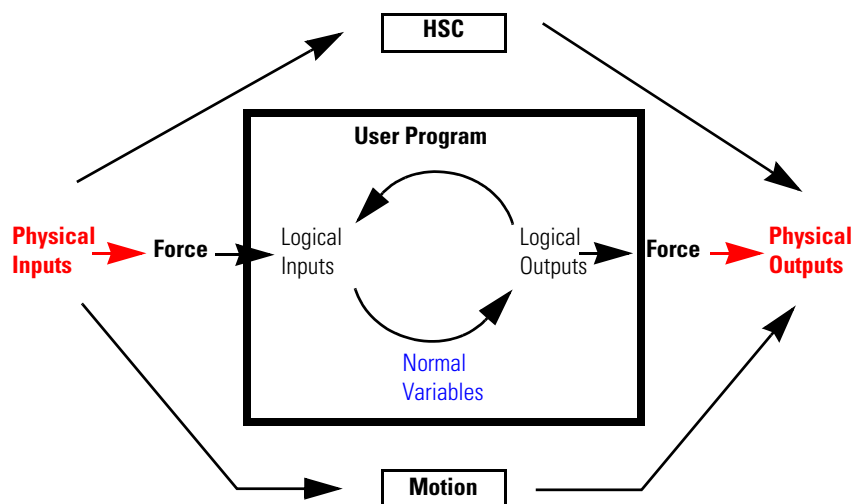 HSC
User Program
Physical
Inputs
Force
Logical
Inputs
Logical
Outputs
Force
Physical
Outputs
Normal
Variables
Motion